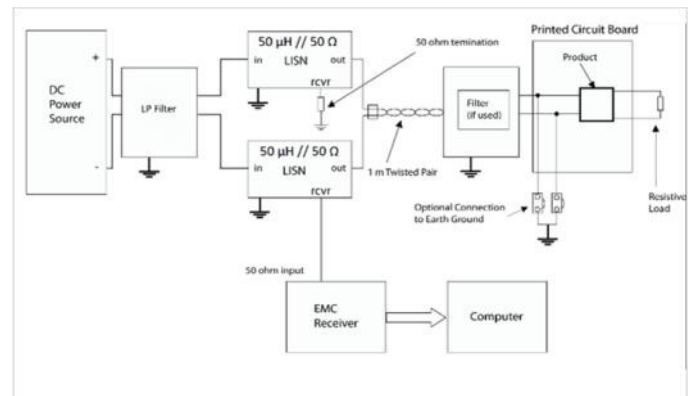 Printed Circuit Board
50 μH // 50 Ω
LISN
in
out
rcvr
50 ohm temination
Product
+
DC
Power
Source
-
LP Filter
Filter
(if used)
50 μH // 50 Ω
LISN
in
out
rcvr
1 m Twisted Pair
Optional Connection
to Earth Ground
Resistive
Load
50 ohm input
EMC
Receiver
Computer